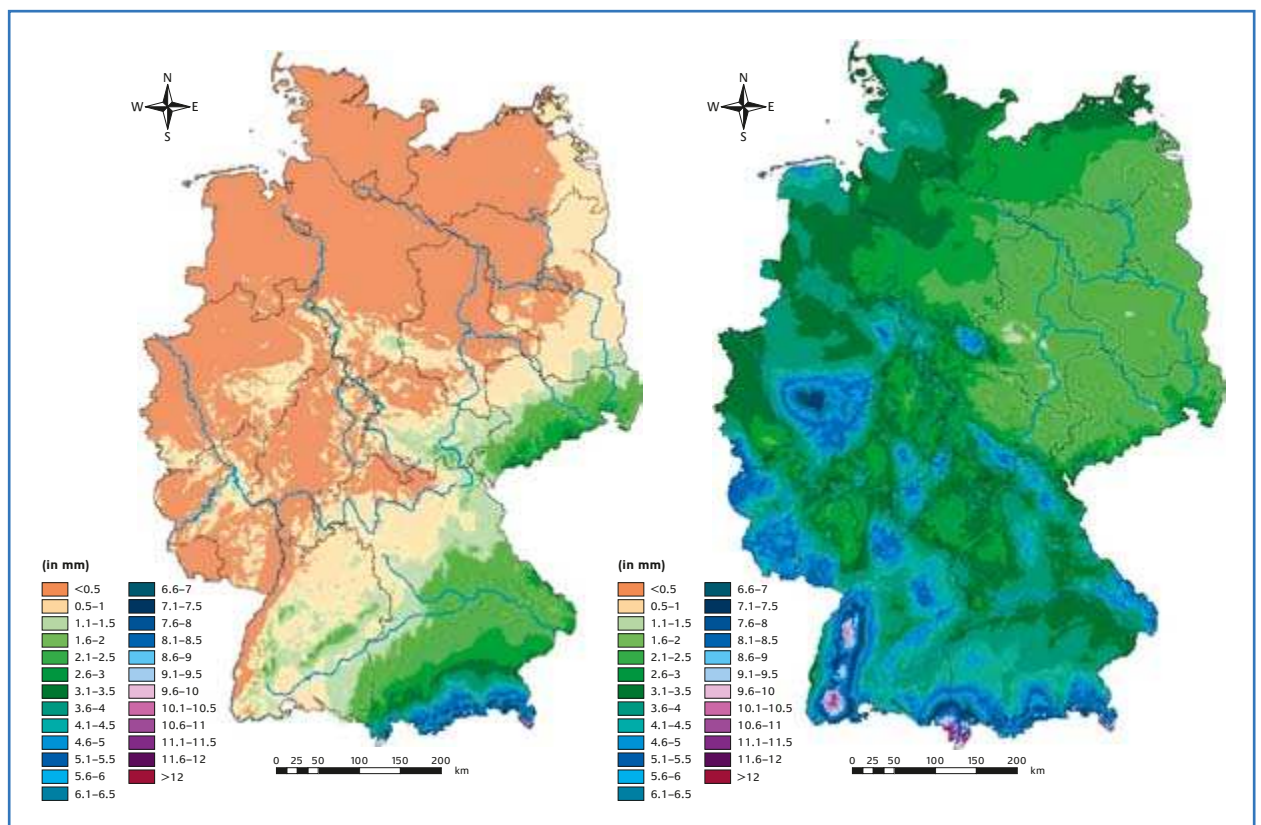 N
W E
S
(in mm)
<0.5 6.6–7
0.5–1 7.1–7.5
1.1–1.5 7.6–8
1.6–2 8.1–8.5
2.1–2.5 8.6–9
2.6–3 9.1–9.5
3.1–3.5 9.6–10
3.6–4 10.1–10.5
4.1–4.5 10.6–11
4.6–5 11.1–11.5
5.1–5.5 11.6–12
5.6–6 >12
6.1–6.5
0 25 50 100 150 200
km
N
W E
S
(in mm)
<0.5 6.6–7
0.5–1 7.1–7.5
1.1–1.5 7.6–8
1.6–2 8.1–8.5
2.1–2.5 8.6–9
2.6–3 9.1–9.5
3.1–3.5 9.6–10
3.6–4 10.1–10.5
4.1–4.5 10.6–11
4.6–5 11.1–11.5
5.1–5.5 11.6–12
5.6–6 >12
6.1–6.5
0 25 50 100 150 200
km